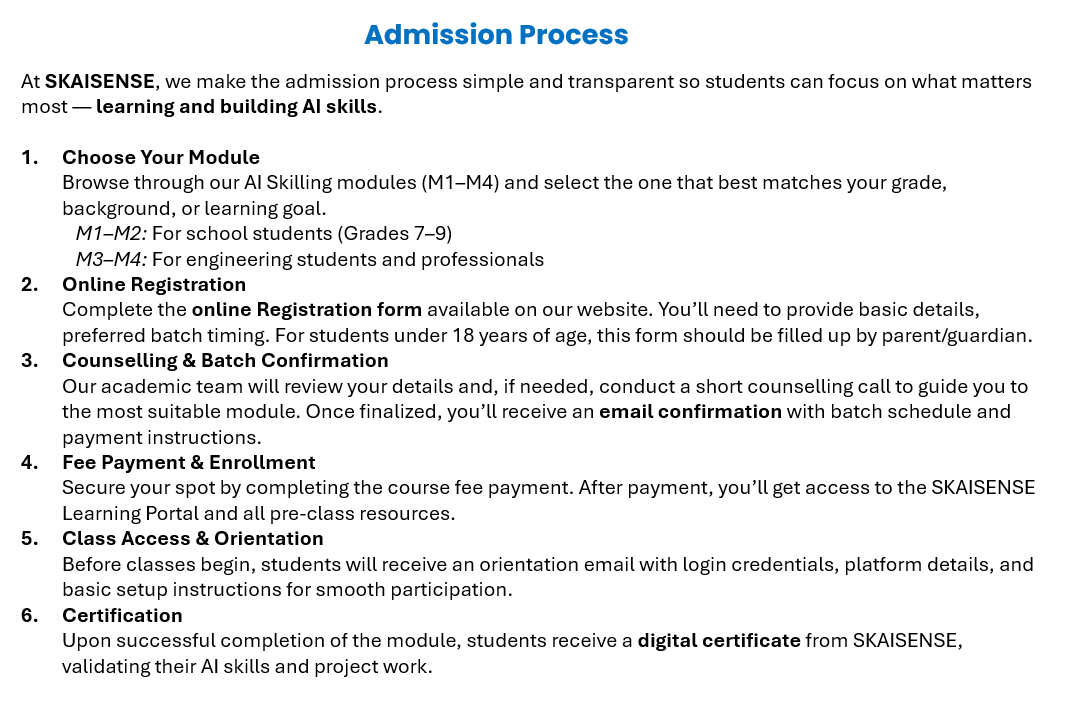 Admission Process
At SKAISENSE, we make the admission process simple and transparent so students can focus on what matters
most — learning and building AI skills.
1. Choose Your Module
Browse through our AI Skilling modules (M1–M4) and select the one that best matches your grade,
background, or learning goal.
M1–M2: For school students (Grades 7–9)
M3–M4: For engineering students and professionals
2. Online Registration
Complete the online Registration form available on our website. You’ll need to provide basic details,
preferred batch timing. For students under 18 years of age, this form should be filled up by parent/guardian.
3. Counselling & Batch Confirmation
Our academic team will review your details and, if needed, conduct a short counselling call to guide you to
the most suitable module. Once finalized, you’ll receive an email confirmation with batch schedule and
payment instructions.
4. Fee Payment & Enrollment
Secure your spot by completing the course fee payment. After payment, you’ll get access to the SKAISENSE
Learning Portal and all pre-class resources.
5. Class Access & Orientation
Before classes begin, students will receive an orientation email with login credentials, platform details, and
basic setup instructions for smooth participation.
6. Certification
Upon successful completion of the module, students receive a digital certificate from SKAISENSE,
validating their AI skills and project work.